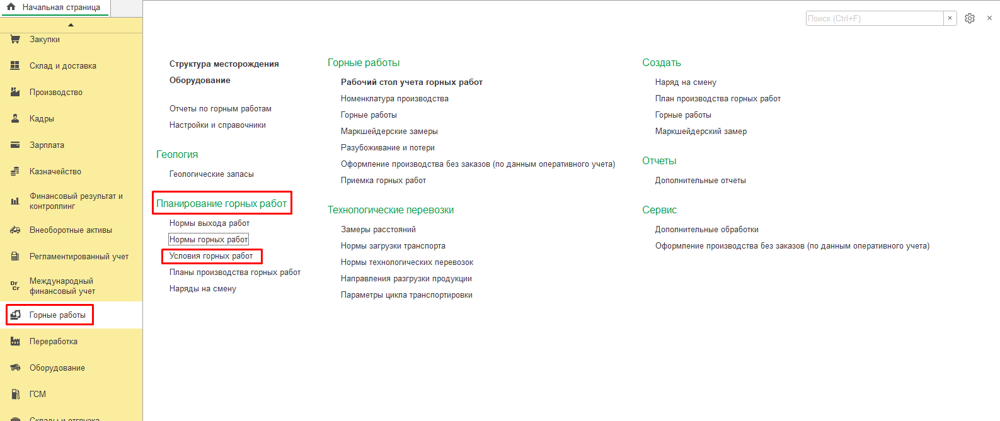 Начальная страница
Закупки
Склад и доставка
Производство
Кадры
Зарплата
Казначейство
Финансовый результат и
контроллинг
Внеоборотные активы
Регламентированный учет
Dr
Cr
Международный
финансовый учет
Горные работы
Переработка
Оборудование
ГСМ
Склады и отгрузка
Поиск (Ctrl+F)
Структура месторождения
Оборудование
Отчеты по горным работам
Настройки и справочники
Геология
Геологические запасы
Планирование горных работ
Нормы выхода работ
Нормы горных работ
Условия горных работ
Планы производства горных работ
Наряды на смену
Горные работы
Рабочий стол учета горных работ
Номенклатура производства
Горные работы
Маркшейдерские замеры
Разубоживание и потери
Оформление производства без заказов (по данным оперативного учета)
Приемка горных работ
Технологические перевозки
Замеры расстояний
Нормы загрузки транспорта
Нормы технологических перевозок
Направления разгрузки продукции
Параметры цикла транспортировки
Создать
Наряд на смену
План производства горных работ
Горные работы
Маркшейдерский замер
Отчеты
Дополнительные отчеты
Сервис
Дополнительные обработки
Оформление производства без заказов (по данным оперативного учета)